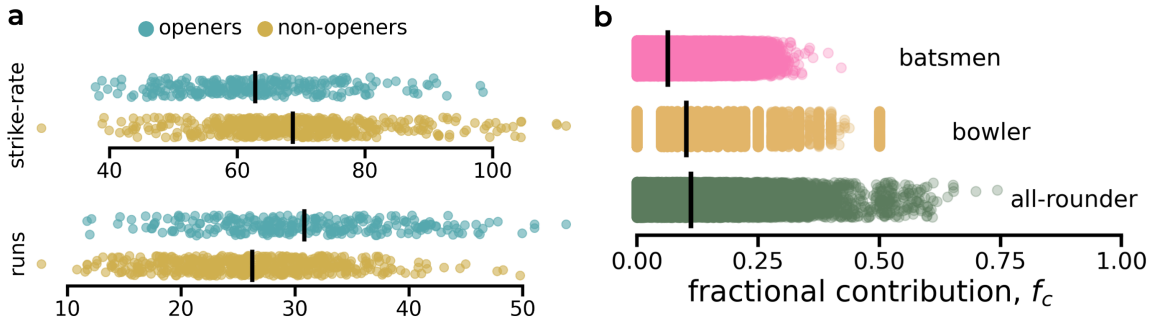 a
openers non-openers
strike-rate
40 60 80 100
runs
10 20 30 40 50
b
batsmen
bowler
all-rounder
0.00 0.25 0.50 0.75 1.00
fractional contribution, f_c